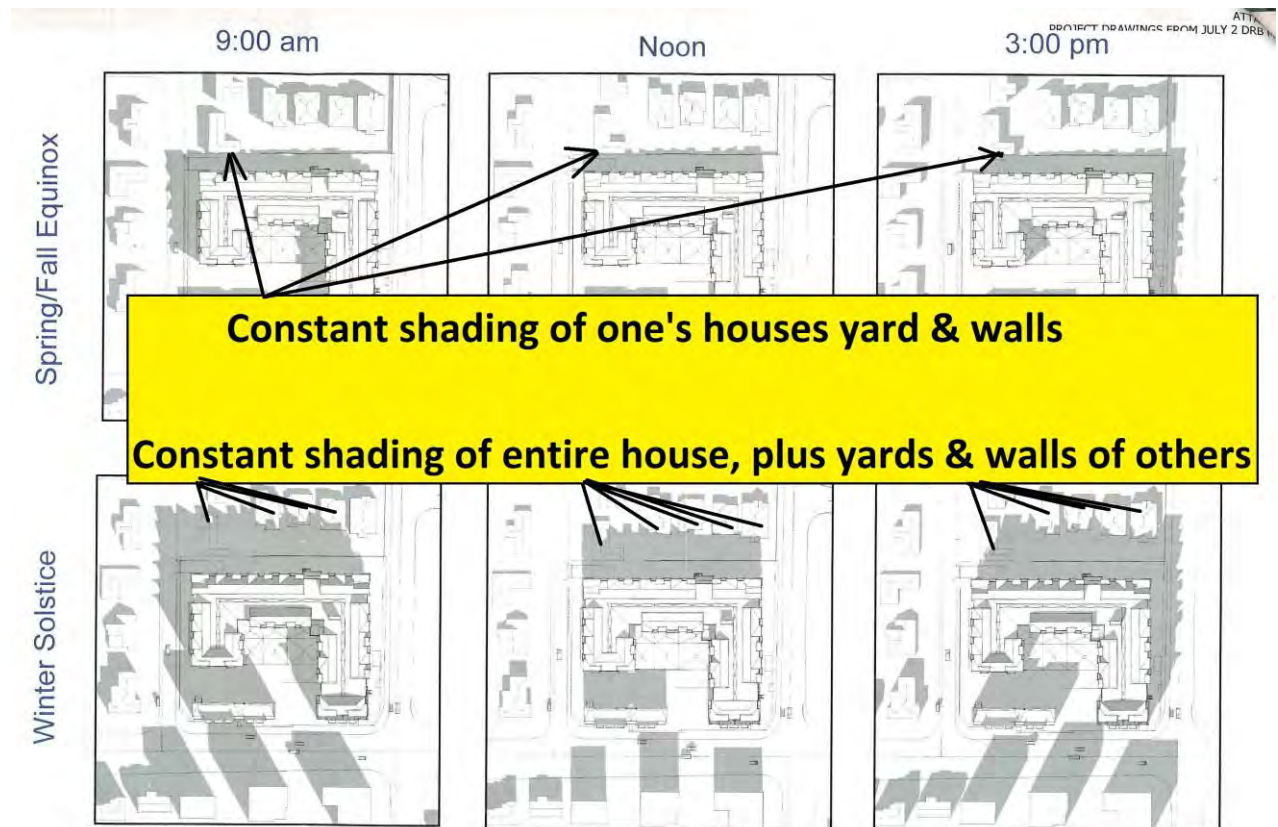 ATT
PROJECT DRAWINGS FROM JULY 2 DRB
9:00 am
Noon
3:00 pm
Spring/Fall Equinox
Constant shading of one's houses yard & walls
Constant shading of entire house, plus yards & walls of others
Winter Solstice